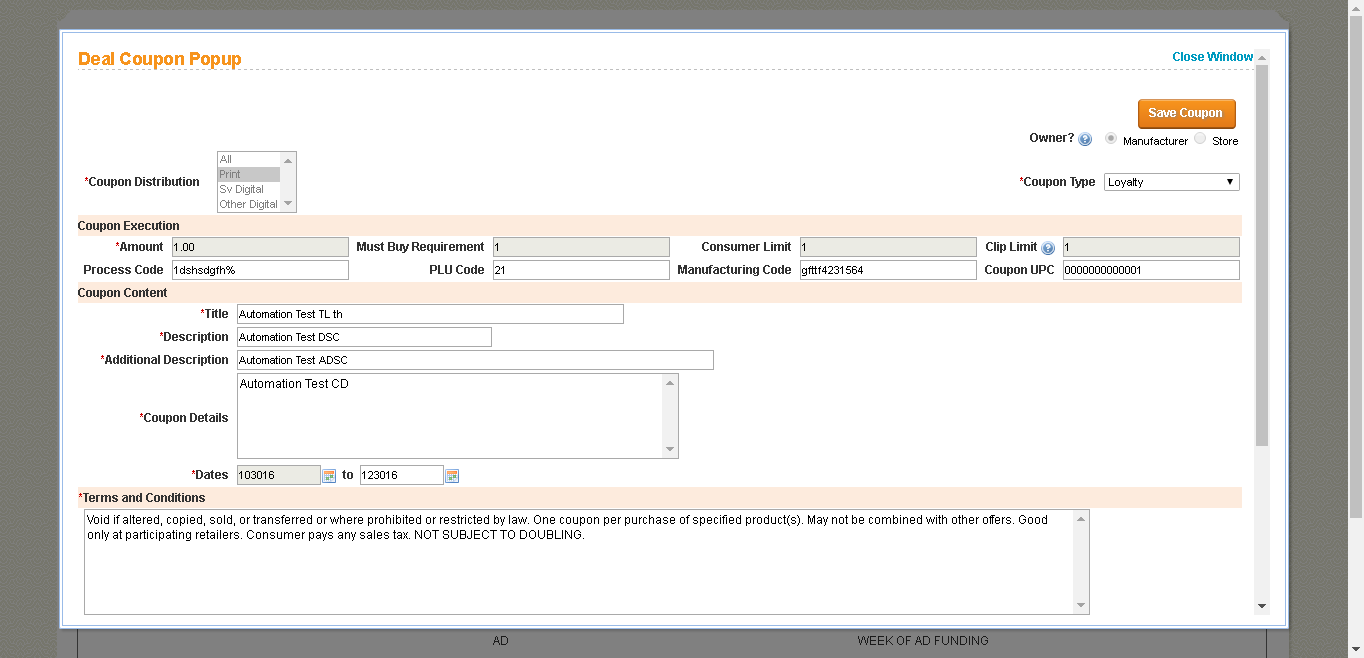 Deal Coupon Popup
Close Window
Save Coupon
Owner? Manufacturer Store
*Coupon Distribution
All
Print
Sv Digital
Other Digital
*Coupon Type Loyalty
Coupon Execution
*Amount 1.00 Must Buy Requirement 1 Consumer Limit 1 Clip Limit 1
Process Code 1dshsdgfh% PLU Code 21 Manufacturing Code gfttf4231564 Coupon UPC 0000000000001
Coupon Content
*Title Automation Test TL th
*Description Automation Test DSC
*Additional Description Automation Test ADSC
*Coupon Details Automation Test CD
*Dates 103016 to 123016
*Terms and Conditions
Void if altered, copied, sold, or transferred or where prohibited or restricted by law. One coupon per purchase of specified product(s). May not be combined with other offers. Good
only at participating retailers. Consumer pays any sales tax. NOT SUBJECT TO DOUBLING.
AD WEEK OF AD FUNDING